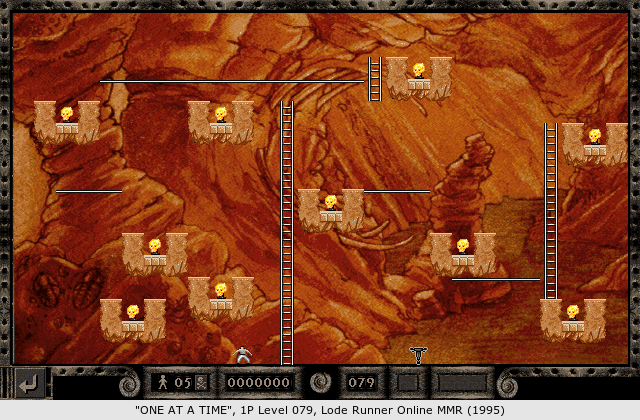 05 0000000 079
"ONE AT A TIME", 1P Level 079, Lode Runner Online MMR (1995)